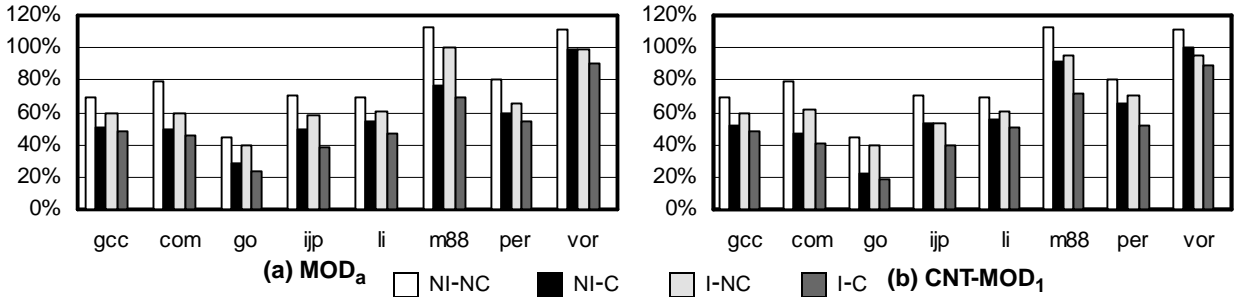 120%
100%
80%
60%
40%
20%
0%
gcc com go ijp li m88 per vor
(a) MODa
120%
100%
80%
60%
40%
20%
0%
gcc com go ijp li m88 per vor
(b) CNT-MOD1
NI-NC NI-C I-NC I-C